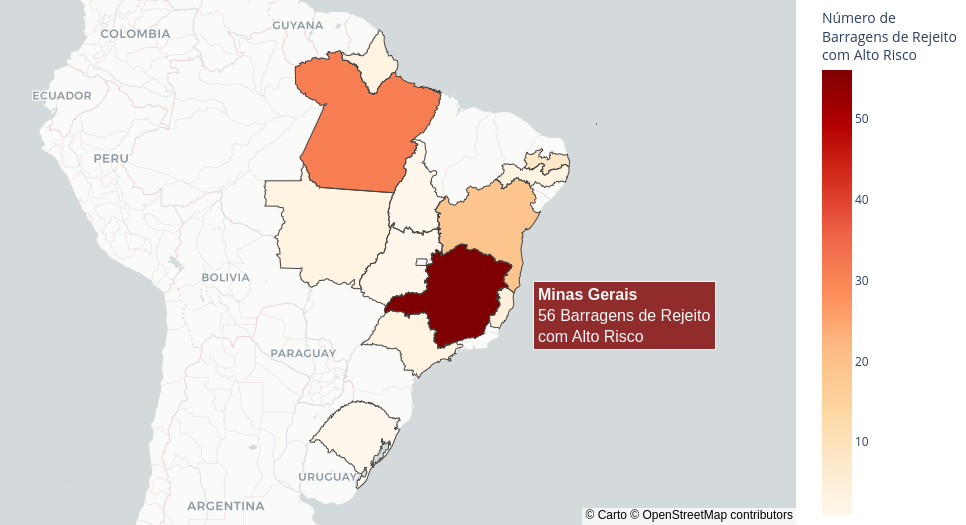 Número de
Barragens de Rejeito
com Alto Risco
GUYANA
COLOMBIA
ECUADOR
50
PERU
40
BOLIVIA
30
Minas Gerais
56 Barragens de Rejeito
com Alto Risco
PARAGUAY
20
10
URUGUAY
ARGENTINA
© Carto © OpenStreetMap contributors